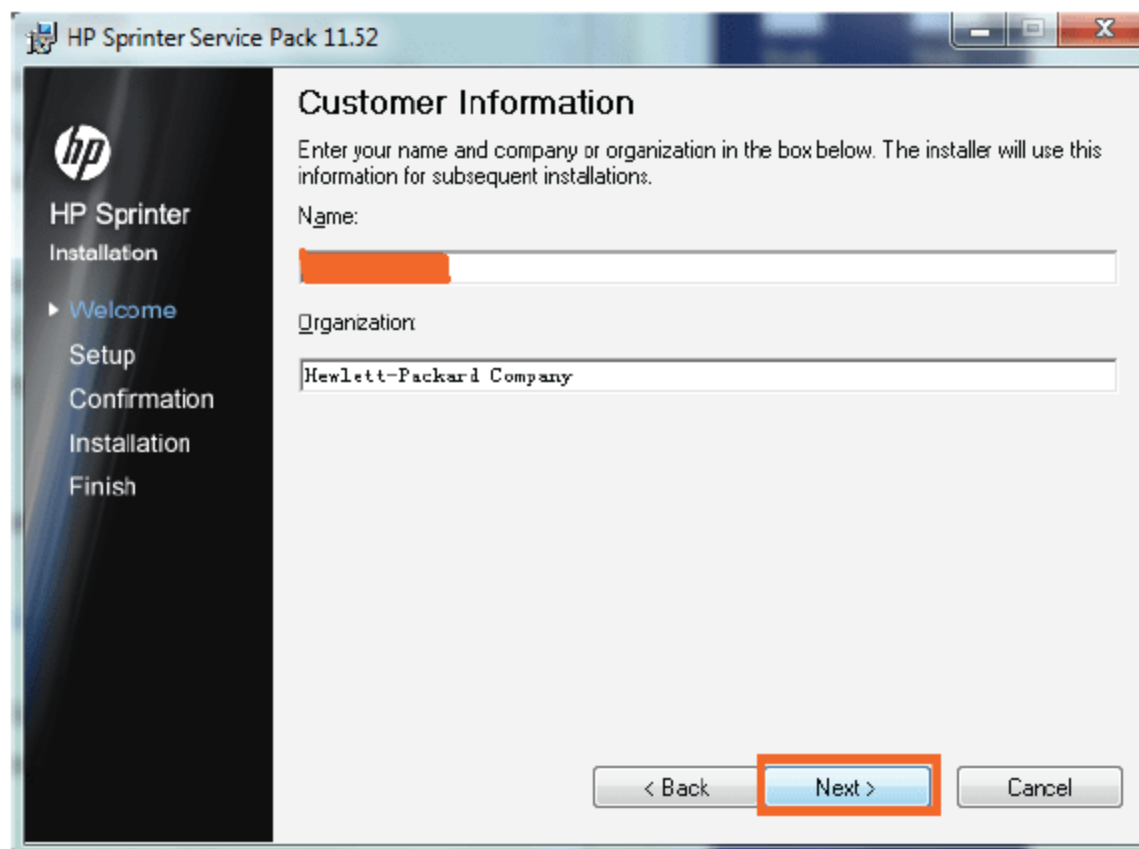 HP Sprinter Service Pack 11.52
hp
HP Sprinter
Installation
Welcome
Setup
Confirmation
Installation
Finish
Customer Information
Enter your name and company or organization in the box below. The installer will use this
information for subsequent installations.
Name:
Organization:
Hewlett-Packard Company
< Back
Next >
Cancel